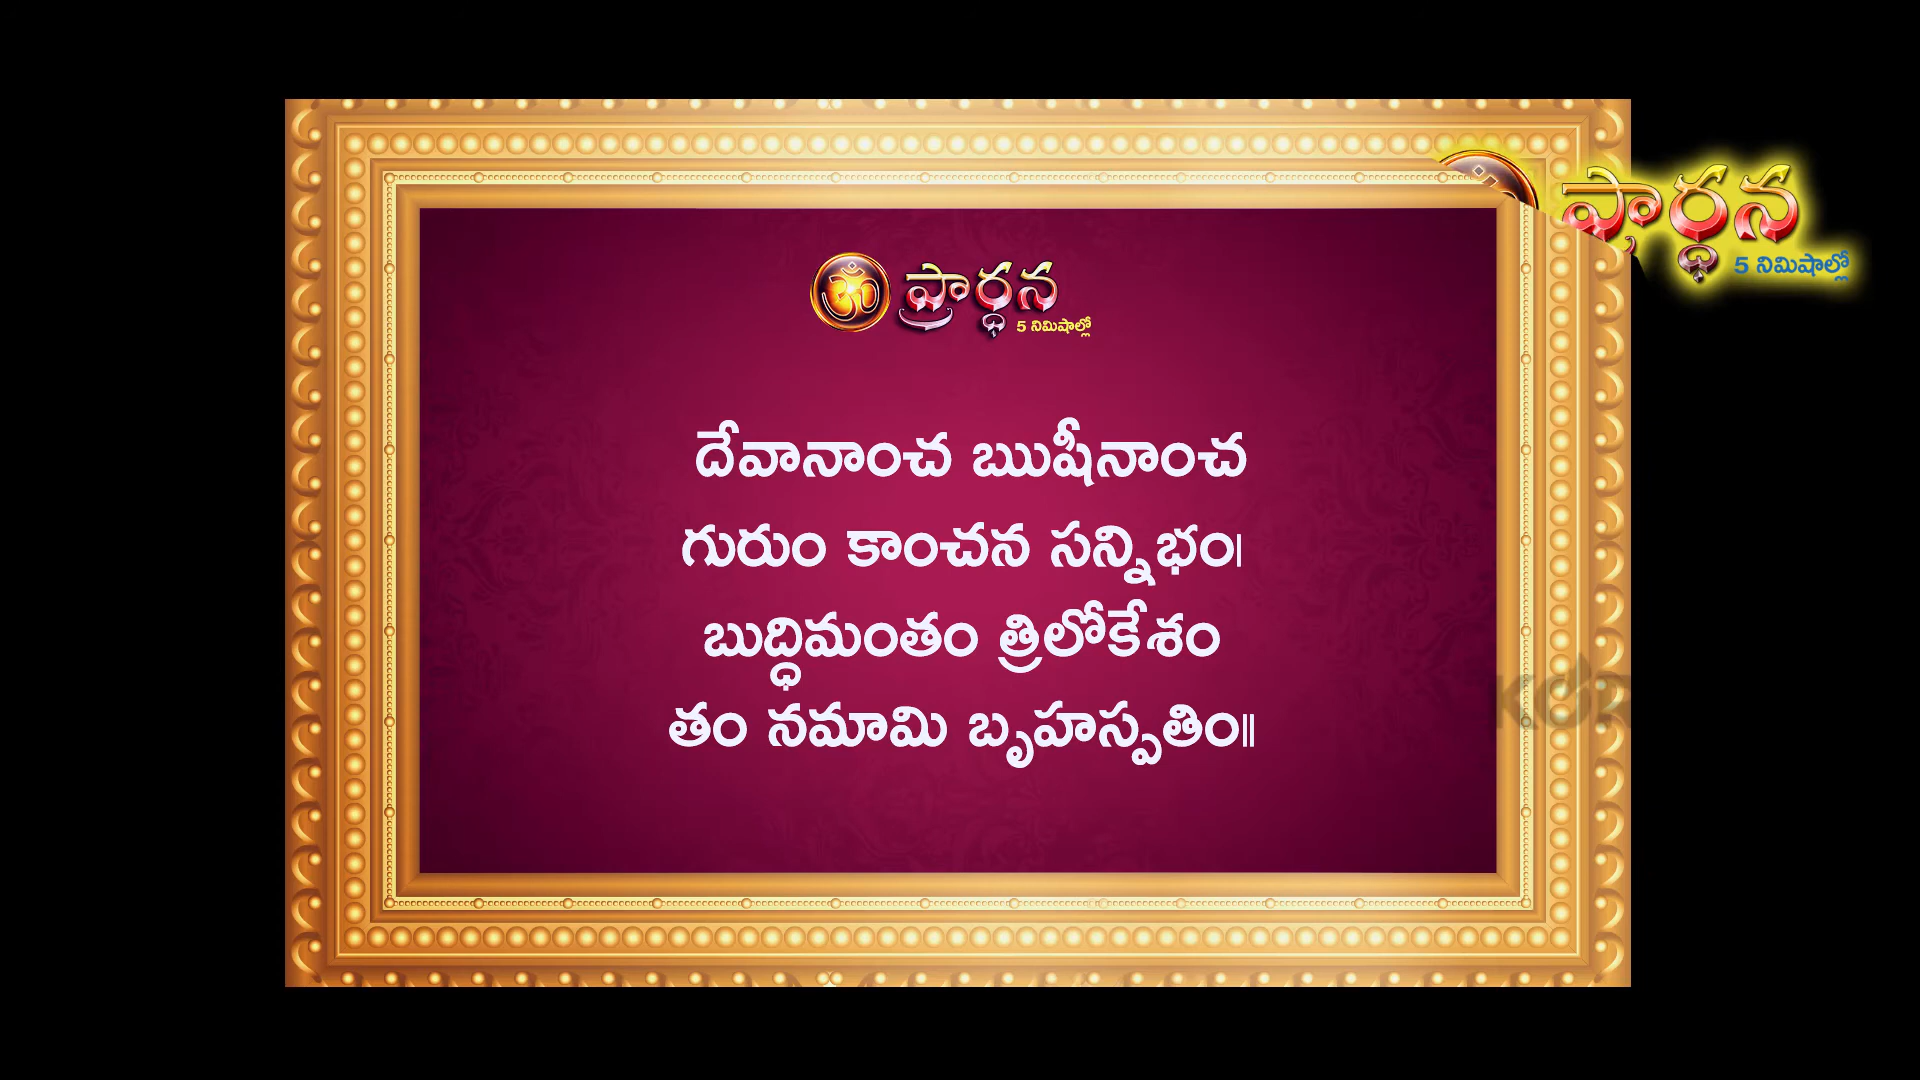 ప్రార్థన
5 నిమిషాల్లో
ప్రార్థన
5 నిమిషాల్లో
దేవానాంచ ఋషీనాంచ
గురుం కాంచన సన్నిభం।
బుద్ధిమంతం త్రిలోకేశం
తం నమామి బృహస్పతిం॥